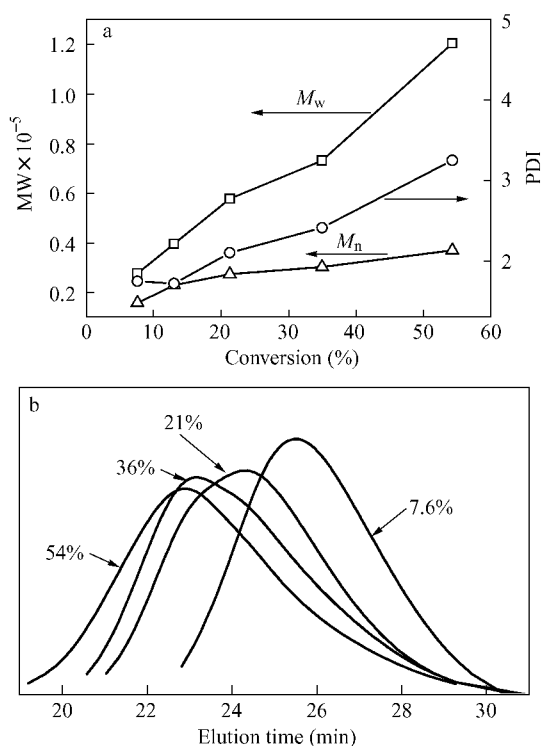 a
1.2
1.0
0.8
0.6
0.4
0.2
MW×10⁻⁵
5
4
3
2
PDI
Mw
Mn
0 10 20 30 40 50 60
Conversion (%)
b
21%
36%
54%
7.6%
20 22 24 26 28 30
Elution time (min)